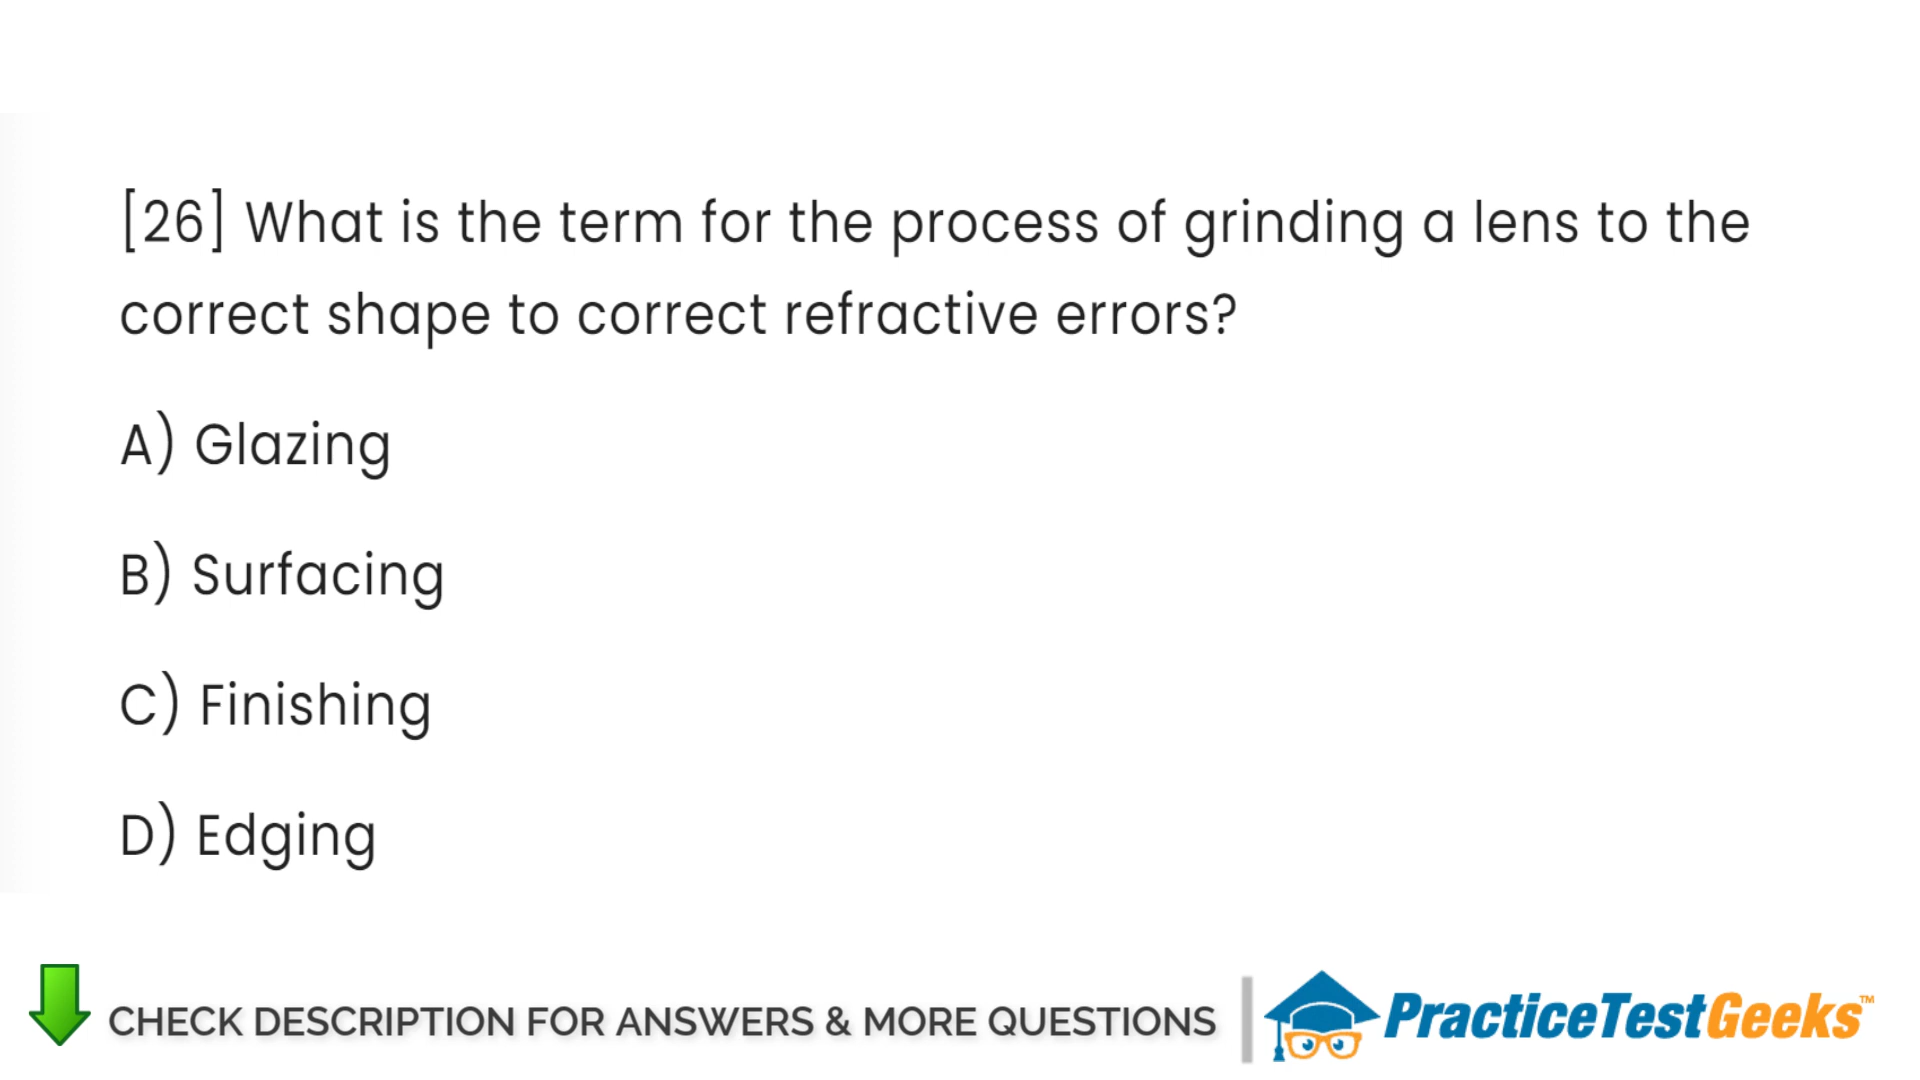 [26] What is the term for the process of grinding a lens to the
correct shape to correct refractive errors?
A) Glazing
B) Surfacing
C) Finishing
D) Edging
CHECK DESCRIPTION FOR ANSWERS & MORE QUESTIONS
PracticeTestGeeks™